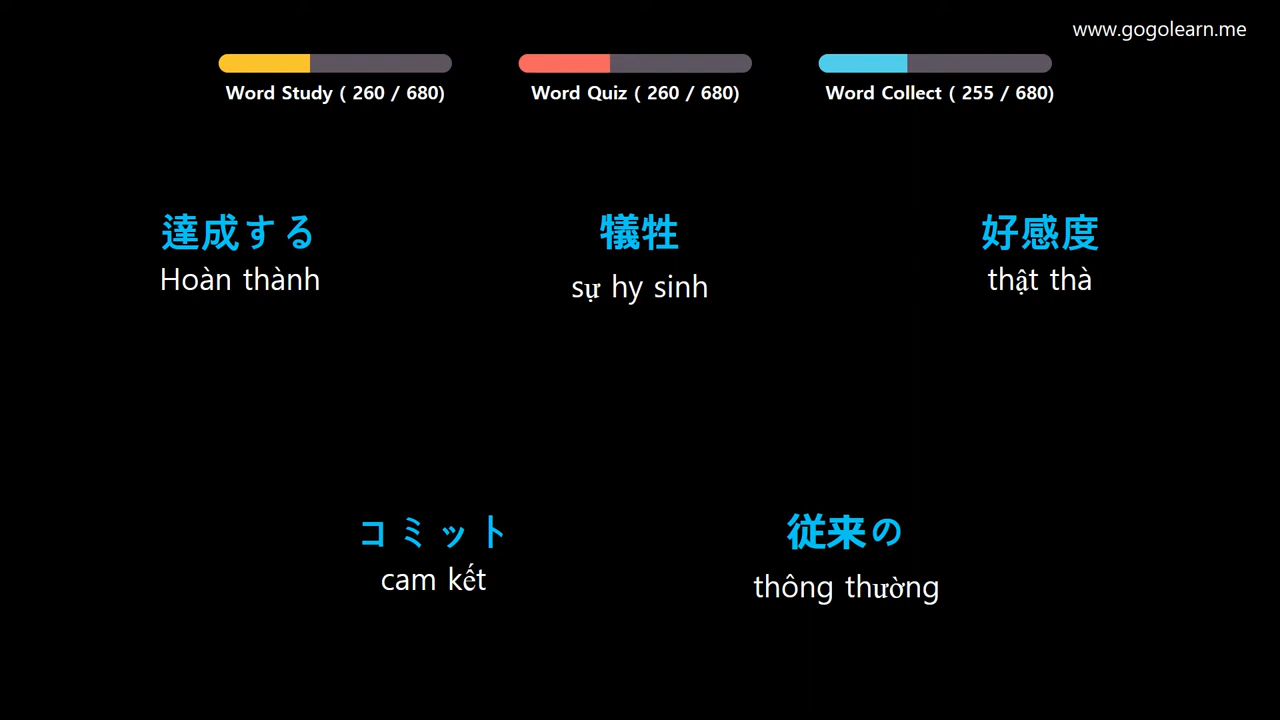 www.gogolearn.me
Word Study ( 260 / 680)
Word Quiz ( 260 / 680)
Word Collect ( 255 / 680)
達成する
Hoàn thành
犠牲
sự hy sinh
好感度
thật thà
コミット
cam kết
従来の
thông thường